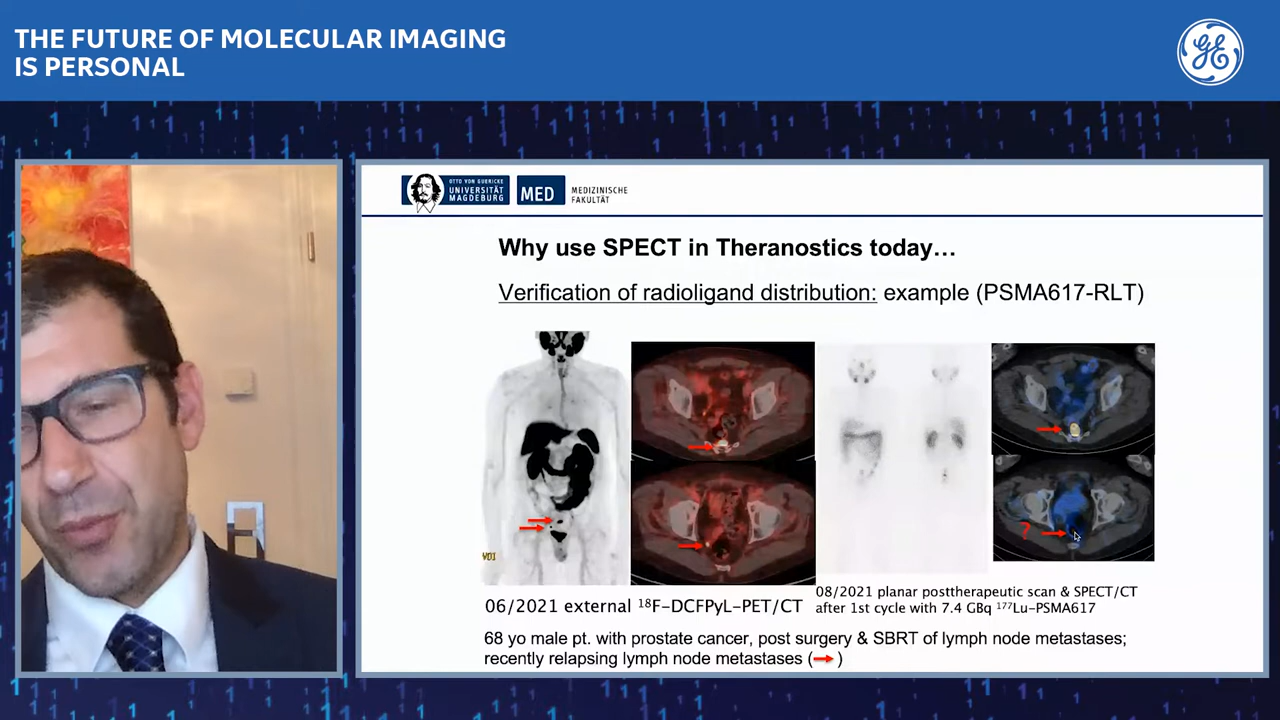 THE FUTURE OF MOLECULAR IMAGING
IS PERSONAL
GE
OTTO VON GUERICKE
UNIVERSITÄT
MAGDEBURG
MED
MEDIZINISCHE
FAKULTÄT
Why use SPECT in Theranostics today…
Verification of radioligand distribution: example (PSMA617-RLT)
?
06/2021 external ¹⁸F-DCFPyL-PET/CT
08/2021 planar posttherapeutic scan & SPECT/CT
after 1st cycle with 7.4 GBq ¹⁷⁷Lu-PSMA617
68 yo male pt. with prostate cancer, post surgery & SBRT of lymph node metastases;
recently relapsing lymph node metastases (→)